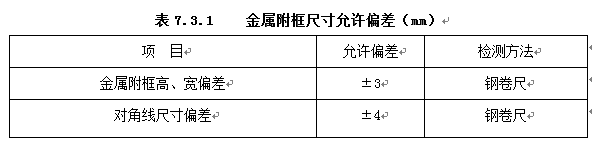 表 7.3.1 金属附框尺寸允许偏差（mm）
项 目 允许偏差 检测方法
金属附框高、宽偏差 ±3 钢卷尺
对角线尺寸偏差 ±4 钢卷尺